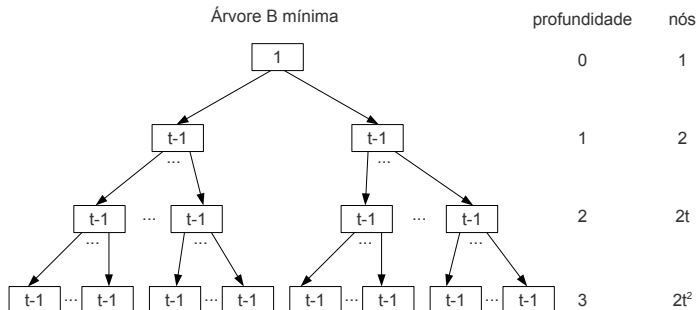 Árvore B mínima profundidade nós
1 0 1
t-1 t-1 1 2
... ...
t-1 ... t-1 t-1 ... t-1 2 2t
... ... ... ...
t-1 ... t-1 t-1 ... t-1 t-1 ... t-1 t-1 ... t-1 3 2t²